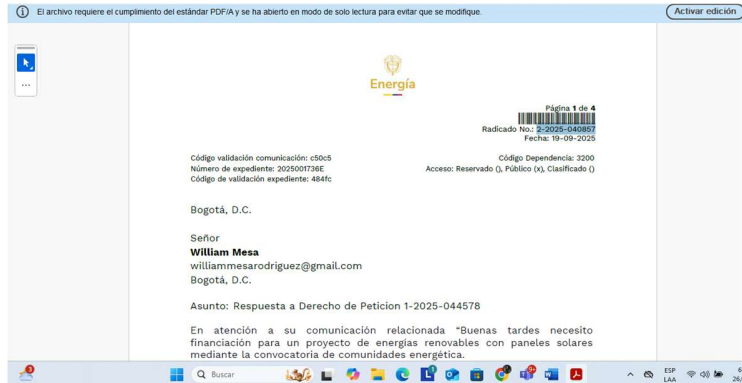 El archivo requiere el cumplimiento del estándar PDF/A y se ha abierto en modo de solo lectura para evitar que se modifique.
Activar edición
Energía
Página 1 de 4
Radicado No.: 2-2025-040857
Fecha: 19-09-2025
Código validación comunicación: c50c5
Número de expediente: 2025001736E
Código de validación expediente: 484fc
Código Dependencia: 3200
Acceso: Reservado (), Público (x), Clasificado ()
Bogotá, D.C.
Señor
William Mesa
williammesarodriguez@gmail.com
Bogotá, D.C.
Asunto: Respuesta a Derecho de Peticion 1-2025-044578
En atención a su comunicación relacionada “Buenas tardes necesito
financiación para un proyecto de energías renovables con paneles solares
mediante la convocatoria de comunidades energética.
Buscar
ESP
LAA